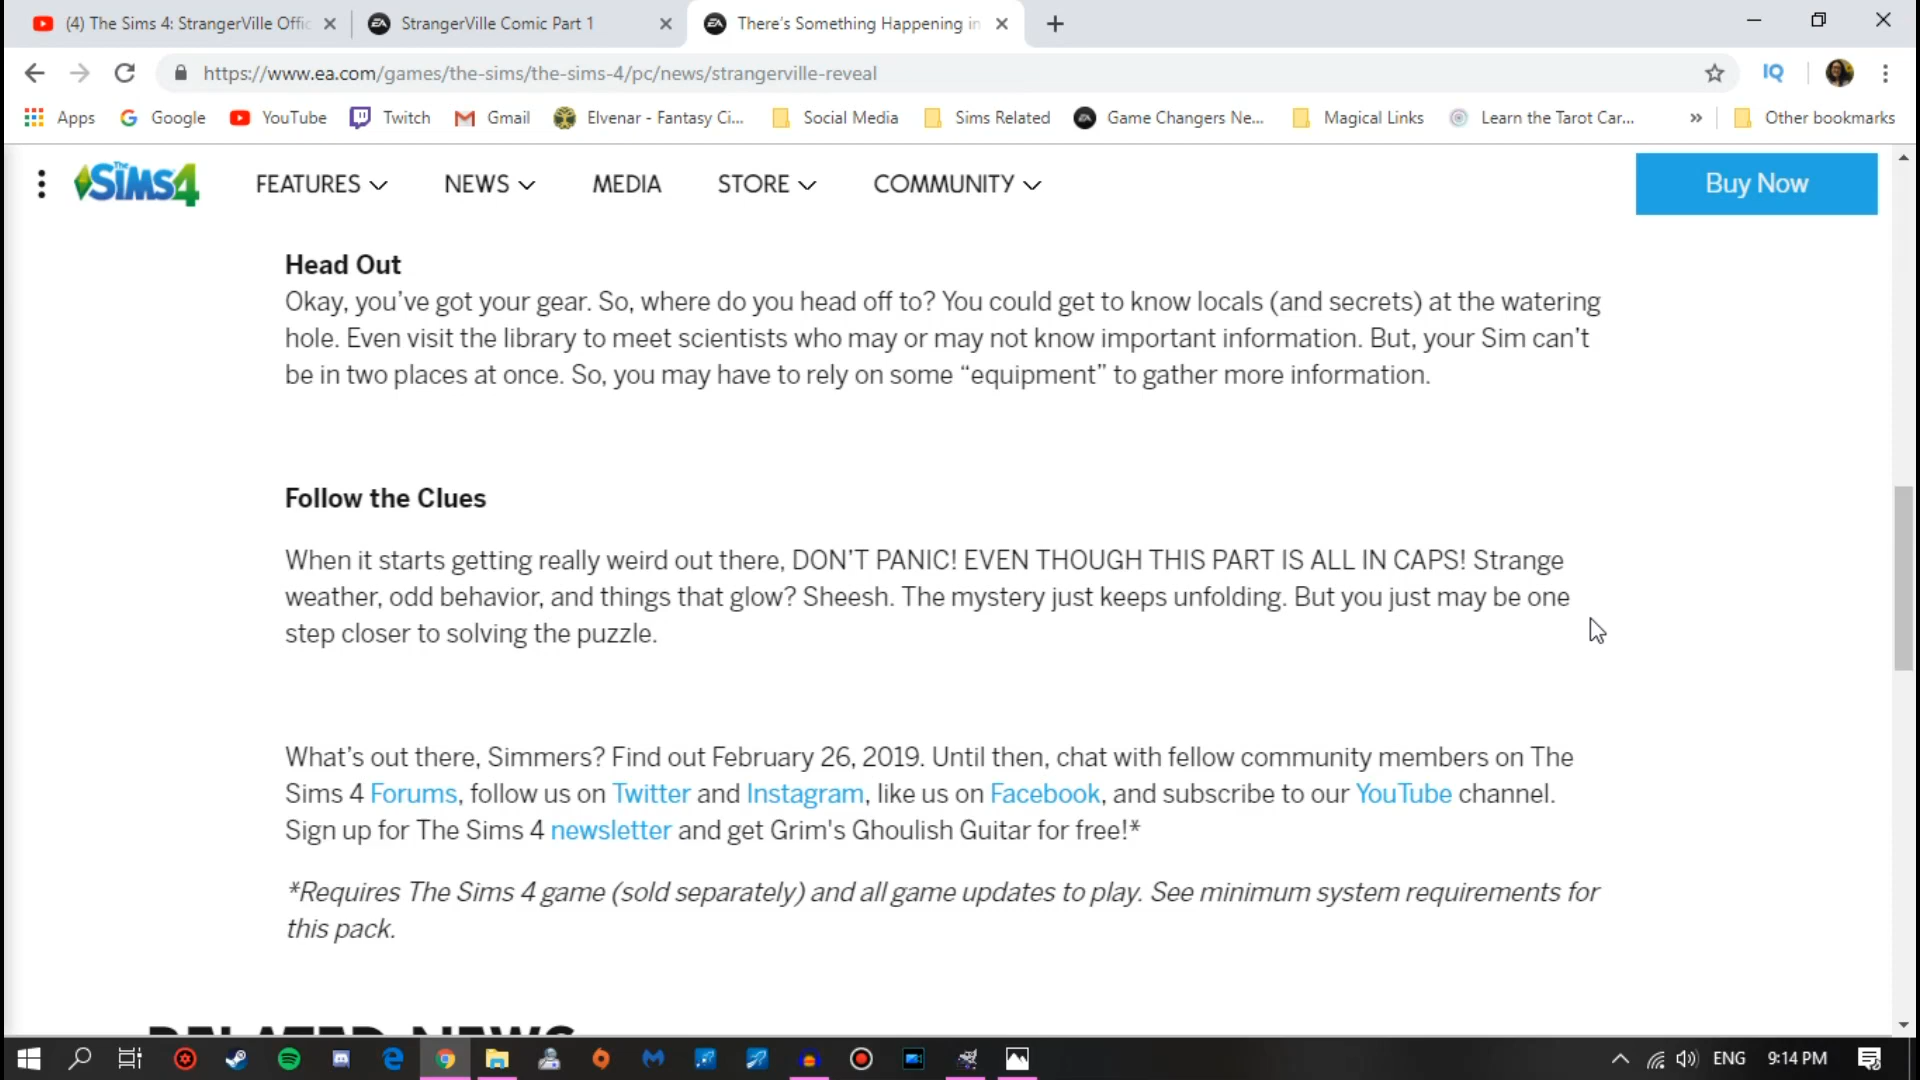 (4) The Sims 4: StrangerVille Offic
StrangerVille Comic Part 1
There's Something Happening in
https://www.ea.com/games/the-sims/the-sims-4/pc/news/strangerville-reveal
IQ
Apps
Google
YouTube
Twitch
Gmail
Elvenar - Fantasy Ci...
Social Media
Sims Related
Game Changers Ne...
Magical Links
Learn the Tarot Car...
»
Other bookmarks
The Sims 4
FEATURES
NEWS
MEDIA
STORE
COMMUNITY
Buy Now
Head Out
Okay, you’ve got your gear. So, where do you head off to? You could get to know locals (and secrets) at the watering
hole. Even visit the library to meet scientists who may or may not know important information. But, your Sim can’t
be in two places at once. So, you may have to rely on some “equipment” to gather more information.
Follow the Clues
When it starts getting really weird out there, DON’T PANIC! EVEN THOUGH THIS PART IS ALL IN CAPS! Strange
weather, odd behavior, and things that glow? Sheesh. The mystery just keeps unfolding. But you just may be one
step closer to solving the puzzle.
What’s out there, Simmers? Find out February 26, 2019. Until then, chat with fellow community members on The
Sims 4 Forums, follow us on Twitter and Instagram, like us on Facebook, and subscribe to our YouTube channel.
Sign up for The Sims 4 newsletter and get Grim's Ghoulish Guitar for free!*
*Requires The Sims 4 game (sold separately) and all game updates to play. See minimum system requirements for
this pack.
RELATED NEWS
ENG
9:14 PM